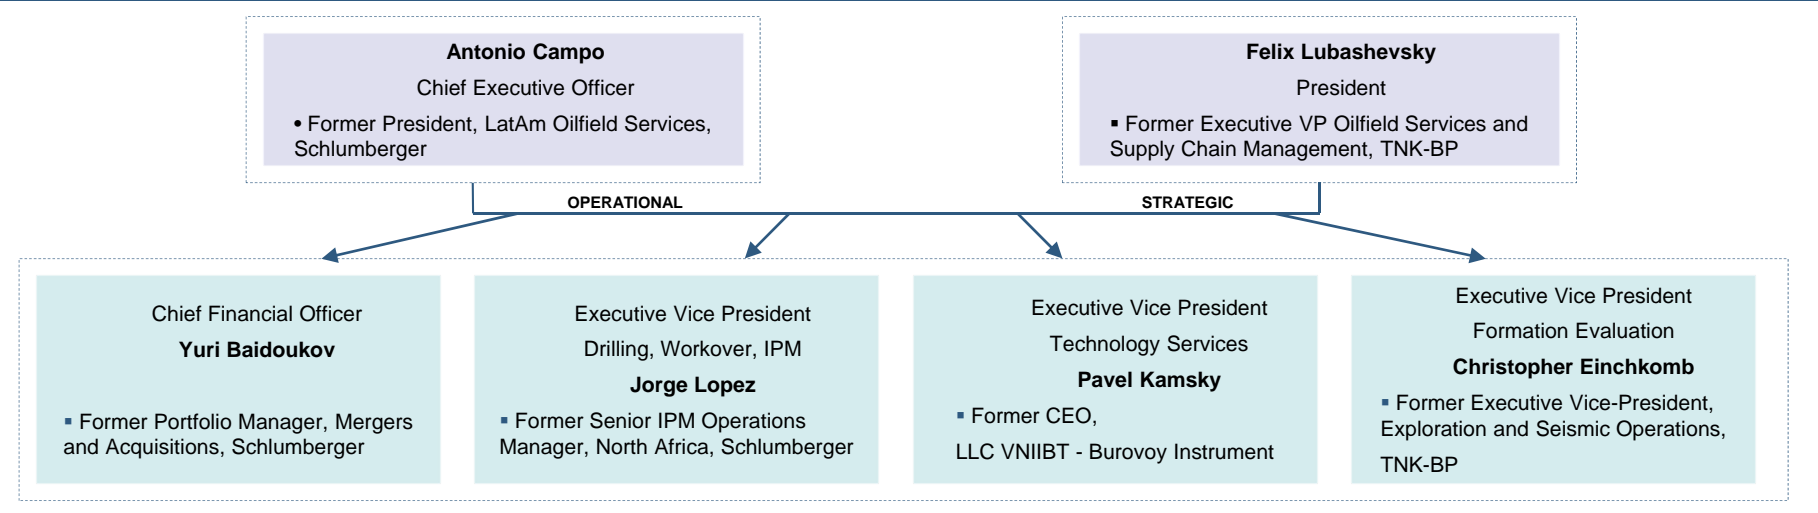 Antonio Campo
Chief Executive Officer
• Former President, LatAm Oilfield Services,
Schlumberger
Felix Lubashevsky
President
▪ Former Executive VP Oilfield Services and
Supply Chain Management, TNK-BP
OPERATIONAL
STRATEGIC
Chief Financial Officer
Yuri Baidoukov
▪ Former Portfolio Manager, Mergers
and Acquisitions, Schlumberger
Executive Vice President
Drilling, Workover, IPM
Jorge Lopez
▪ Former Senior IPM Operations
Manager, North Africa, Schlumberger
Executive Vice President
Technology Services
Pavel Kamsky
▪ Former CEO,
LLC VNIIBT - Burovoy Instrument
Executive Vice President
Formation Evaluation
Christopher Einchkomb
▪ Former Executive Vice-President,
Exploration and Seismic Operations,
TNK-BP